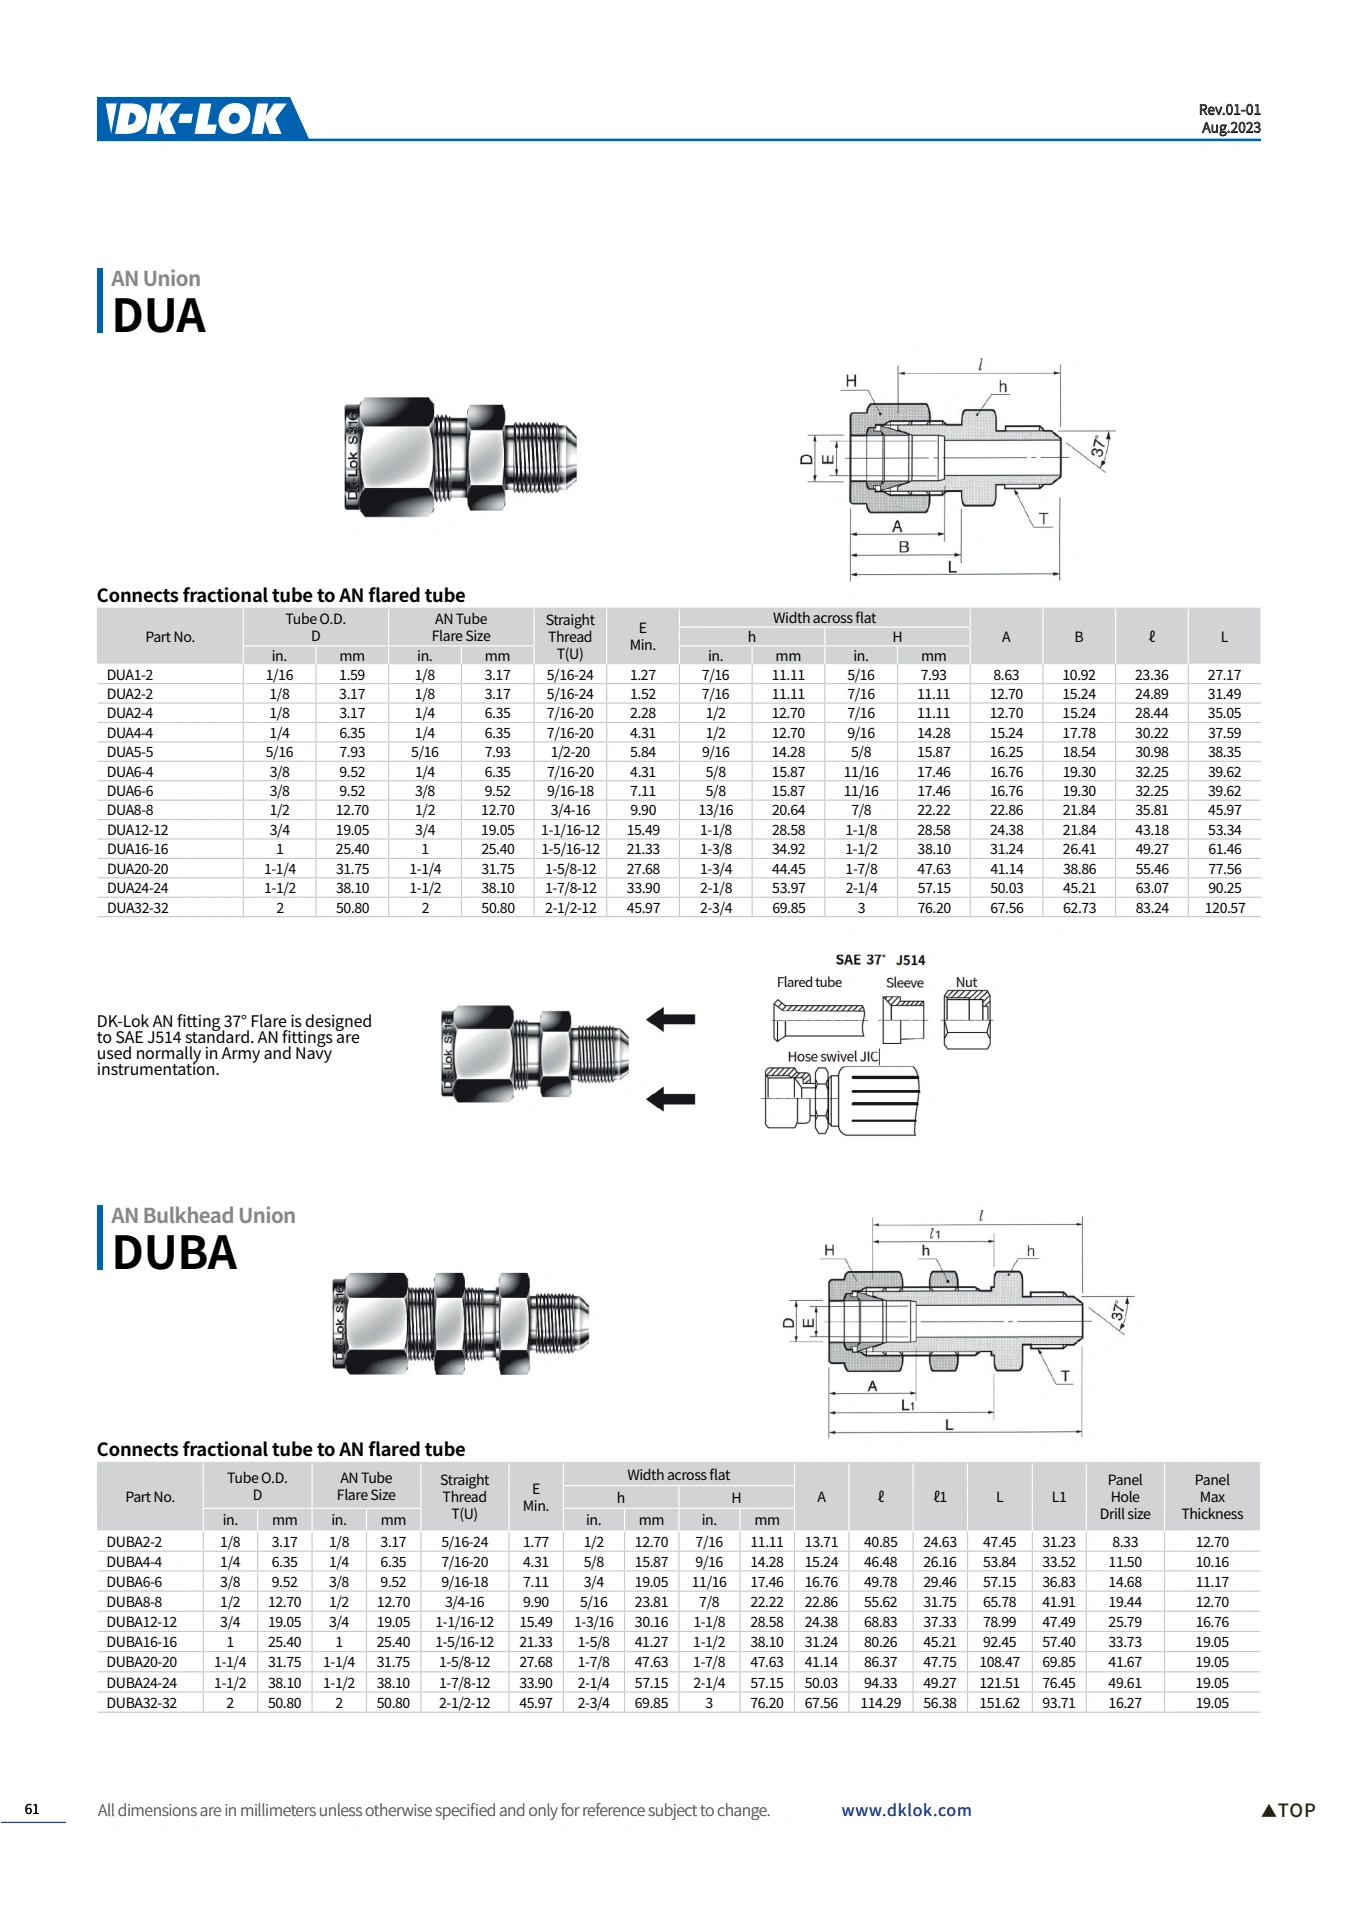 DK-LOK
Rev.01-01
Aug.2023
AN Union
DUA
DK-Lok S316
l
H
h
D
E
37°
T
A
B
L
Connects fractional tube to AN flared tube
Part No. Tube O.D. D AN Tube Flare Size Straight Thread T(U) E Min. Width across flat A B ℓ L
h H
in. mm in. mm in. mm in. mm
DUA1-2 1/16 1.59 1/8 3.17 5/16-24 1.27 7/16 11.11 5/16 7.93 8.63 10.92 23.36 27.17
DUA2-2 1/8 3.17 1/8 3.17 5/16-24 1.52 7/16 11.11 7/16 11.11 12.70 15.24 24.89 31.49
DUA2-4 1/8 3.17 1/4 6.35 7/16-20 2.28 1/2 12.70 7/16 11.11 12.70 15.24 28.44 35.05
DUA4-4 1/4 6.35 1/4 6.35 7/16-20 4.31 1/2 12.70 9/16 14.28 15.24 17.78 30.22 37.59
DUA5-5 5/16 7.93 5/16 7.93 1/2-20 5.84 9/16 14.28 5/8 15.87 16.25 18.54 30.98 38.35
DUA6-4 3/8 9.52 1/4 6.35 7/16-20 4.31 5/8 15.87 11/16 17.46 16.76 19.30 32.25 39.62
DUA6-6 3/8 9.52 3/8 9.52 9/16-18 7.11 5/8 15.87 11/16 17.46 16.76 19.30 32.25 39.62
DUA8-8 1/2 12.70 1/2 12.70 3/4-16 9.90 13/16 20.64 7/8 22.22 22.86 21.84 35.81 45.97
DUA12-12 3/4 19.05 3/4 19.05 1-1/16-12 15.49 1-1/8 28.58 1-1/8 28.58 24.38 21.84 43.18 53.34
DUA16-16 1 25.40 1 25.40 1-5/16-12 21.33 1-3/8 34.92 1-1/2 38.10 31.24 26.41 49.27 61.46
DUA20-20 1-1/4 31.75 1-1/4 31.75 1-5/8-12 27.68 1-3/4 44.45 1-7/8 47.63 41.14 38.86 55.46 77.56
DUA24-24 1-1/2 38.10 1-1/2 38.10 1-7/8-12 33.90 2-1/8 53.97 2-1/4 57.15 50.03 45.21 63.07 90.25
DUA32-32 2 50.80 2 50.80 2-1/2-12 45.97 2-3/4 69.85 3 76.20 67.56 62.73 83.24 120.57
SAE 37° J514
Flared tube Sleeve Nut
DK-Lok AN fitting 37° Flare is designed
to SAE J514 standard. AN fittings are
used normally in Army and Navy
instrumentation.
DK-Lok S316
Hose swivel JIC
AN Bulkhead Union
DUBA
DK-Lok S316
l
l1
H
h
h
D
E
37°
T
A
L1
L
Connects fractional tube to AN flared tube
Part No. Tube O.D. D AN Tube Flare Size Straight Thread T(U) E Min. Width across flat A ℓ ℓ1 L L1 Panel Hole Drill size Panel Max Thickness
h H
in. mm in. mm in. mm in. mm
DUBA2-2 1/8 3.17 1/8 3.17 5/16-24 1.77 1/2 12.70 7/16 11.11 13.71 40.85 24.63 47.45 31.23 8.33 12.70
DUBA4-4 1/4 6.35 1/4 6.35 7/16-20 4.31 5/8 15.87 9/16 14.28 15.24 46.48 26.16 53.84 33.52 11.50 10.16
DUBA6-6 3/8 9.52 3/8 9.52 9/16-18 7.11 3/4 19.05 11/16 17.46 16.76 49.78 29.46 57.15 36.83 14.68 11.17
DUBA8-8 1/2 12.70 1/2 12.70 3/4-16 9.90 5/16 23.81 7/8 22.22 22.86 55.62 31.75 65.78 41.91 19.44 12.70
DUBA12-12 3/4 19.05 3/4 19.05 1-1/16-12 15.49 1-3/16 30.16 1-1/8 28.58 24.38 68.83 37.33 78.99 47.49 25.79 16.76
DUBA16-16 1 25.40 1 25.40 1-5/16-12 21.33 1-5/8 41.27 1-1/2 38.10 31.24 80.26 45.21 92.45 57.40 33.73 19.05
DUBA20-20 1-1/4 31.75 1-1/4 31.75 1-5/8-12 27.68 1-7/8 47.63 1-7/8 47.63 41.14 86.37 47.75 108.47 69.85 41.67 19.05
DUBA24-24 1-1/2 38.10 1-1/2 38.10 1-7/8-12 33.90 2-1/4 57.15 2-1/4 57.15 50.03 94.33 49.27 121.51 76.45 49.61 19.05
DUBA32-32 2 50.80 2 50.80 2-1/2-12 45.97 2-3/4 69.85 3 76.20 67.56 114.29 56.38 151.62 93.71 16.27 19.05
61
All dimensions are in millimeters unless otherwise specified and only for reference subject to change.
www.dklok.com
▲TOP